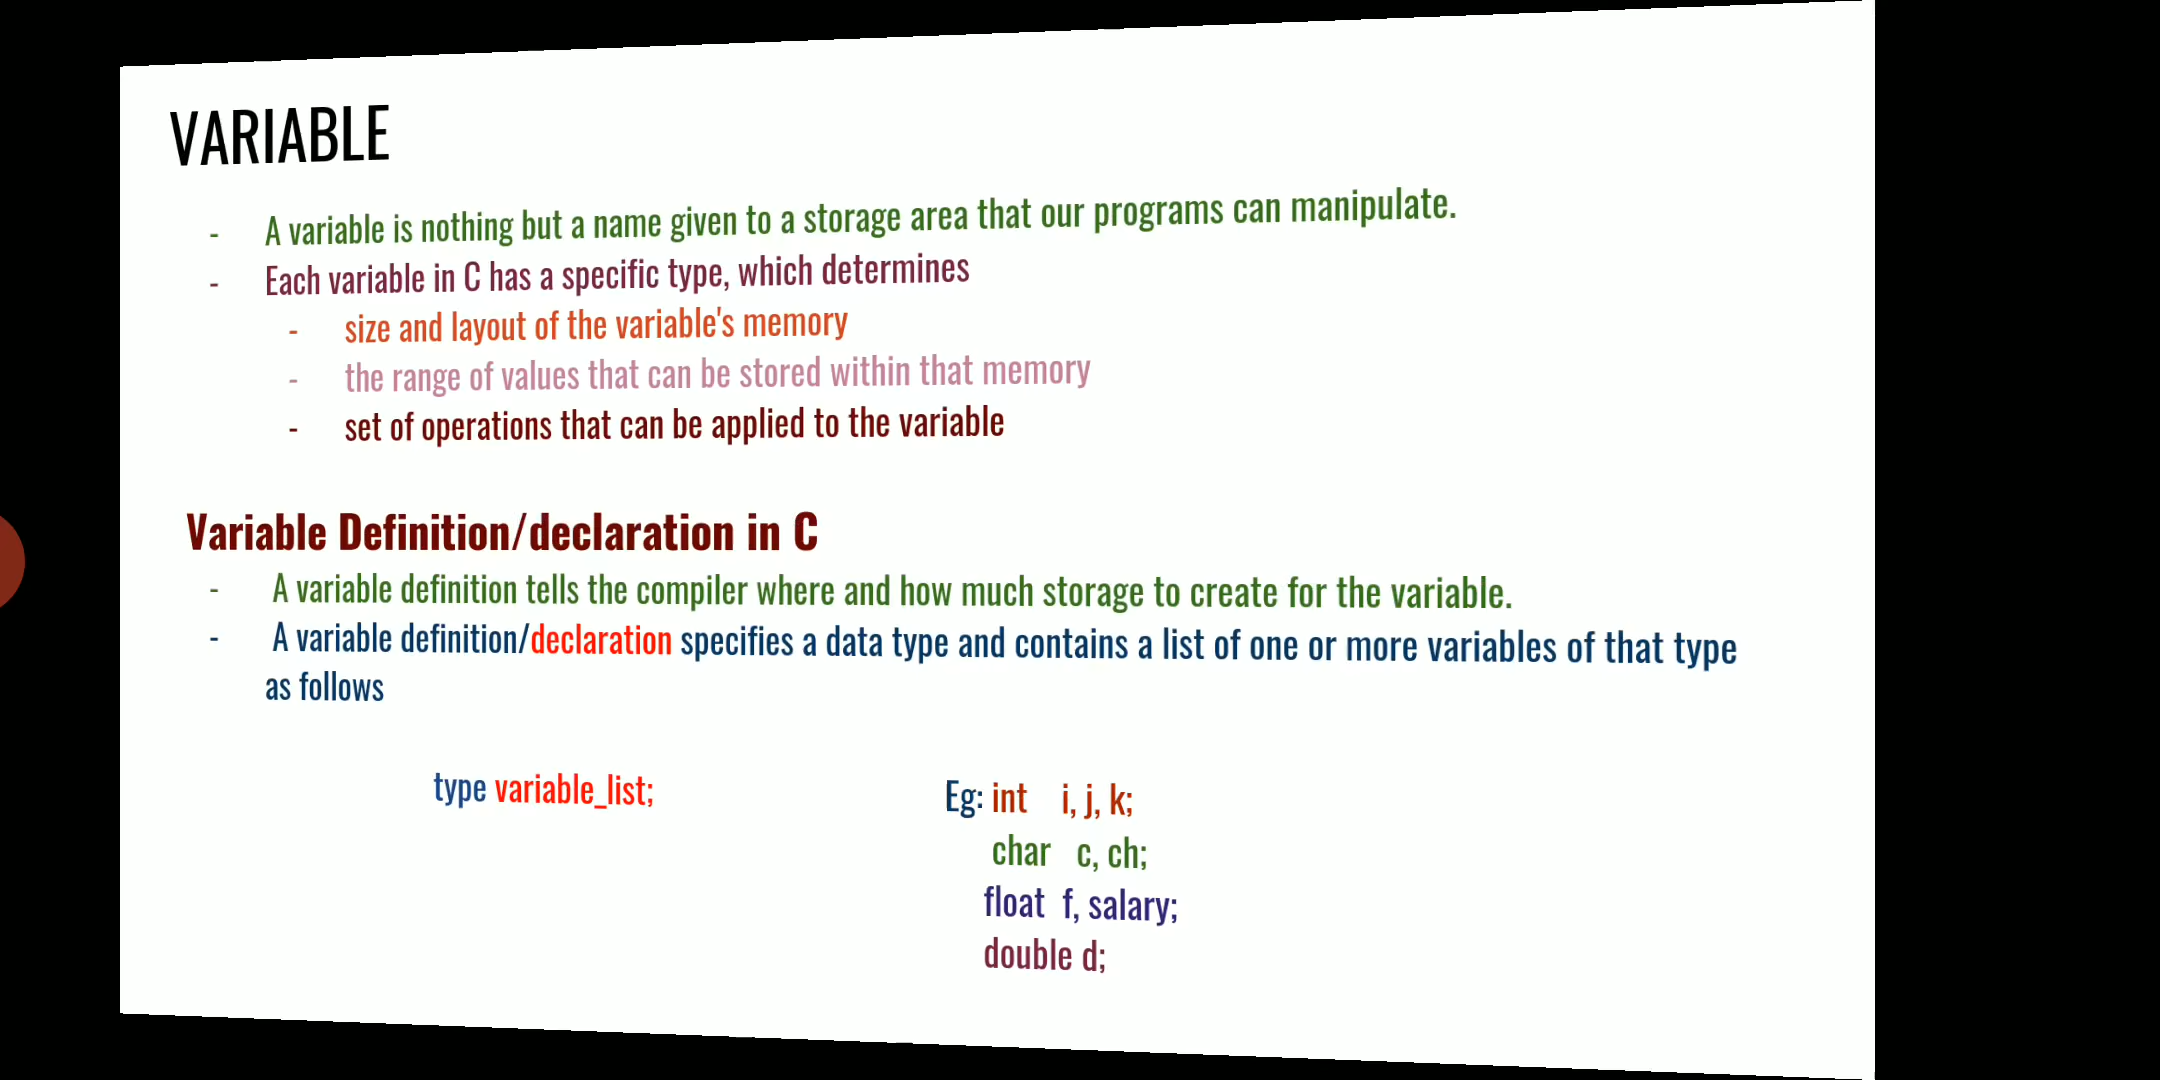 VARIABLE
- A variable is nothing but a name given to a storage area that our programs can manipulate.
- Each variable in C has a specific type, which determines
- size and layout of the variable's memory
- the range of values that can be stored within that memory
- set of operations that can be applied to the variable
Variable Definition/declaration in C
- A variable definition tells the compiler where and how much storage to create for the variable.
- A variable definition/declaration specifies a data type and contains a list of one or more variables of that type
as follows
type variable_list;
Eg: int i, j, k;
char c, ch;
float f, salary;
double d;